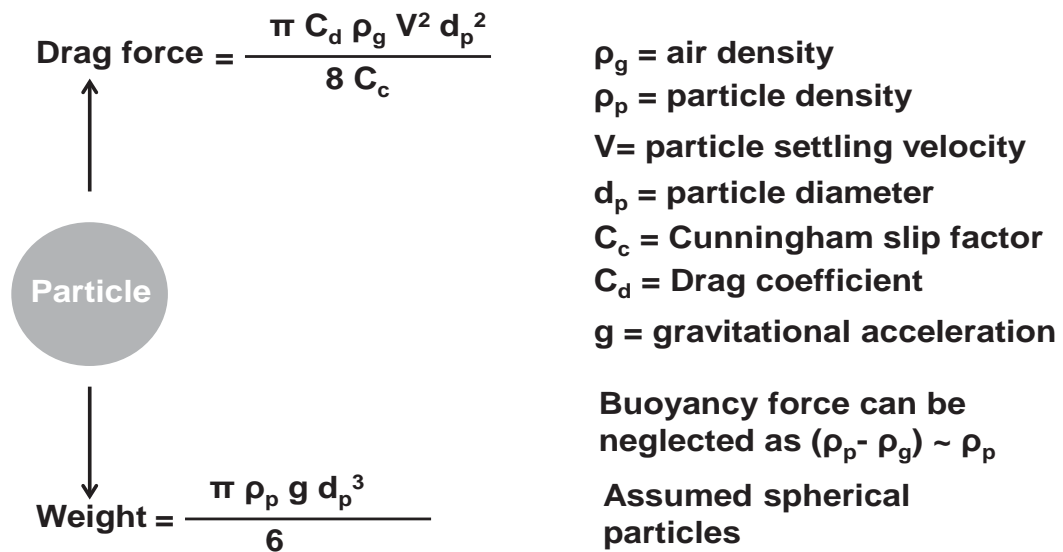 Drag force = π C_d ρ_g V² d_p² / 8 C_c
Particle
Weight = π ρ_p g d_p³ / 6
ρ_g = air density
ρ_p = particle density
V= particle settling velocity
d_p = particle diameter
C_c = Cunningham slip factor
C_d = Drag coefficient
g = gravitational acceleration
Buoyancy force can be
neglected as (ρ_p- ρ_g) ~ ρ_p
Assumed spherical
particles